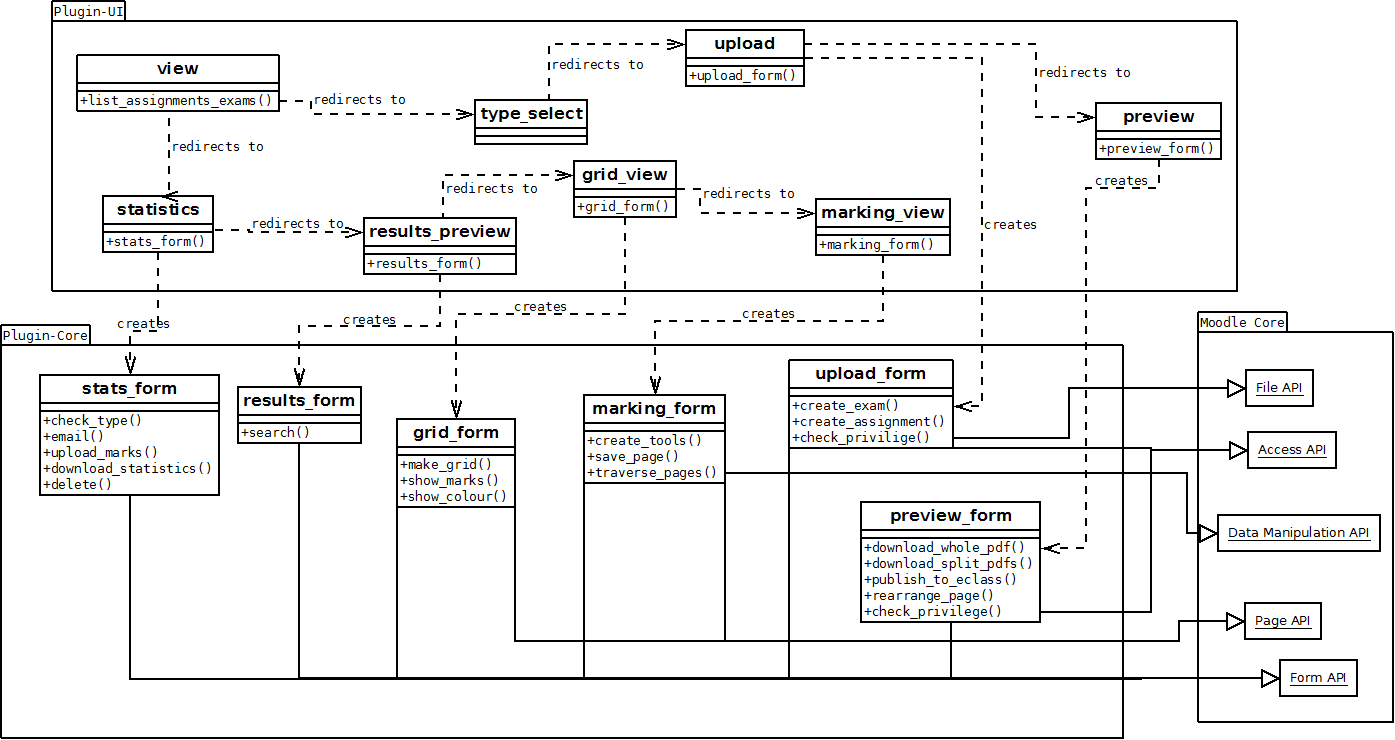 Plugin-UI
view
+list_assignments_exams()
redirects to
type_select
redirects to
upload
+upload_form()
redirects to
preview
+preview_form()
redirects to
statistics
+stats_form()
redirects to
results_preview
+results_form()
redirects to
grid_view
+grid_form()
redirects to
marking_view
+marking_form()
creates
creates
creates
creates
creates
creates
Plugin-Core
stats_form
+check_type()
+email()
+upload_marks()
+download_statistics()
+delete()
results_form
+search()
grid_form
+make_grid()
+show_marks()
+show_colour()
marking_form
+create_tools()
+save_page()
+traverse_pages()
upload_form
+create_exam()
+create_assignment()
+check_privilige()
preview_form
+download_whole_pdf()
+download_split_pdfs()
+publish_to_eclass()
+rearrange_page()
+check_privilege()
Moodle Core
File API
Access API
Data Manipulation API
Page API
Form API